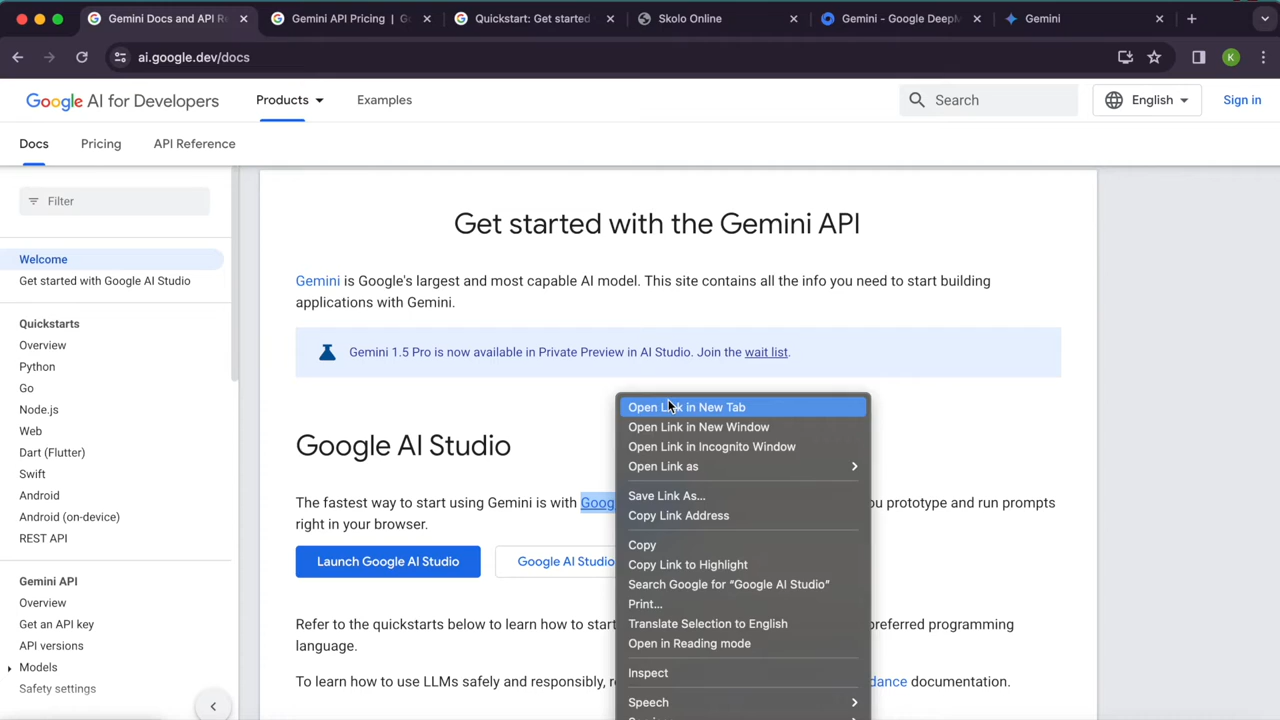 Gemini Docs and API Re
Gemini API Pricing | G
Quickstart: Get started
Skolo Online
Gemini - Google DeepM
Gemini
ai.google.dev/docs
K
Google AI for Developers
Products
Examples
Search
English
Sign in
Docs
Pricing
API Reference
Filter
Welcome
Get started with Google AI Studio
Quickstarts
Overview
Python
Go
Node.js
Web
Dart (Flutter)
Swift
Android
Android (on-device)
REST API
Gemini API
Overview
Get an API key
API versions
Models
Safety settings
Get started with the Gemini API
Gemini is Google's largest and most capable AI model. This site contains all the info you need to start building
applications with Gemini.
Gemini 1.5 Pro is now available in Private Preview in AI Studio. Join the wait list.
Google AI Studio
The fastest way to start using Gemini is with Goog
ou prototype and run prompts
right in your browser.
Launch Google AI Studio
Google AI Studio
Refer to the quickstarts below to learn how to start
referred programming
language.
To learn how to use LLMs safely and responsibly, r
dance documentation.
Open Link in New Tab
Open Link in New Window
Open Link in Incognito Window
Open Link as
Save Link As...
Copy Link Address
Copy
Copy Link to Highlight
Search Google for “Google AI Studio”
Print...
Translate Selection to English
Open in Reading mode
Inspect
Speech